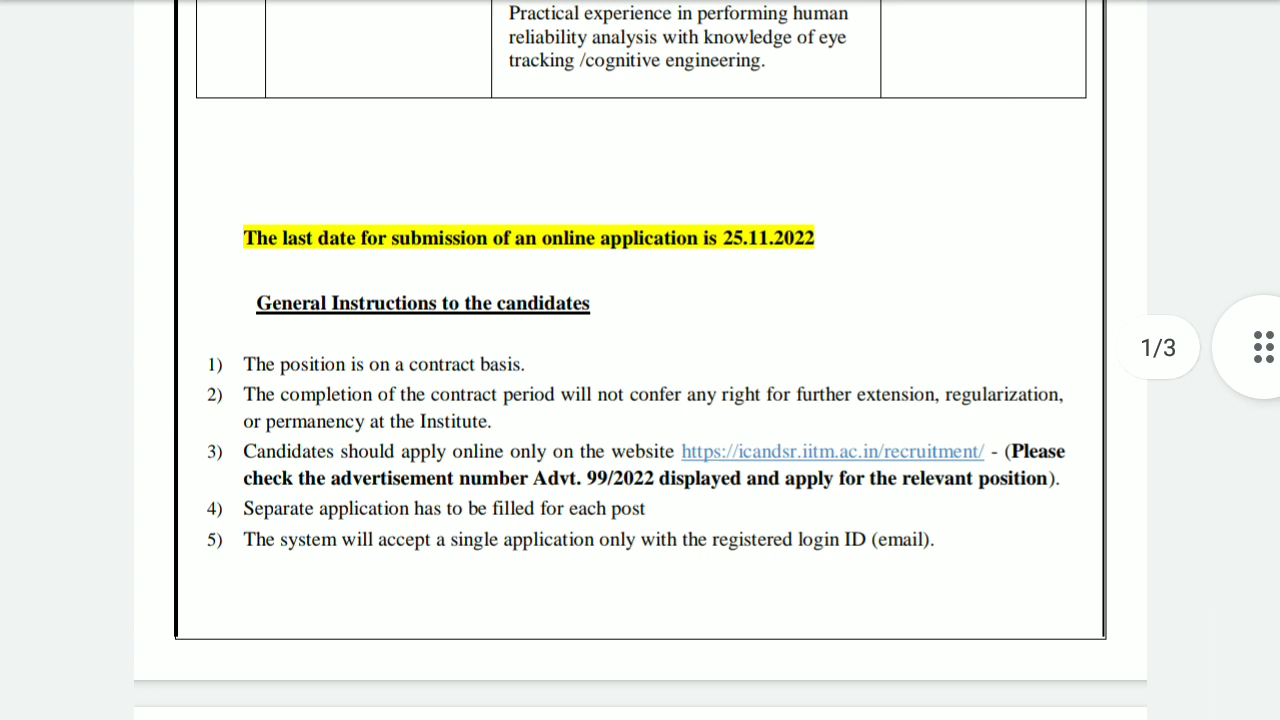 Practical experience in performing human
reliability analysis with knowledge of eye
tracking /cognitive engineering.
The last date for submission of an online application is 25.11.2022
General Instructions to the candidates
1) The position is on a contract basis.
2) The completion of the contract period will not confer any right for further extension, regularization,
or permanency at the Institute.
3) Candidates should apply online only on the website https://icandsr.iitm.ac.in/recruitment/ - (Please
check the advertisement number Advt. 99/2022 displayed and apply for the relevant position).
4) Separate application has to be filled for each post
5) The system will accept a single application only with the registered login ID (email).
1/3